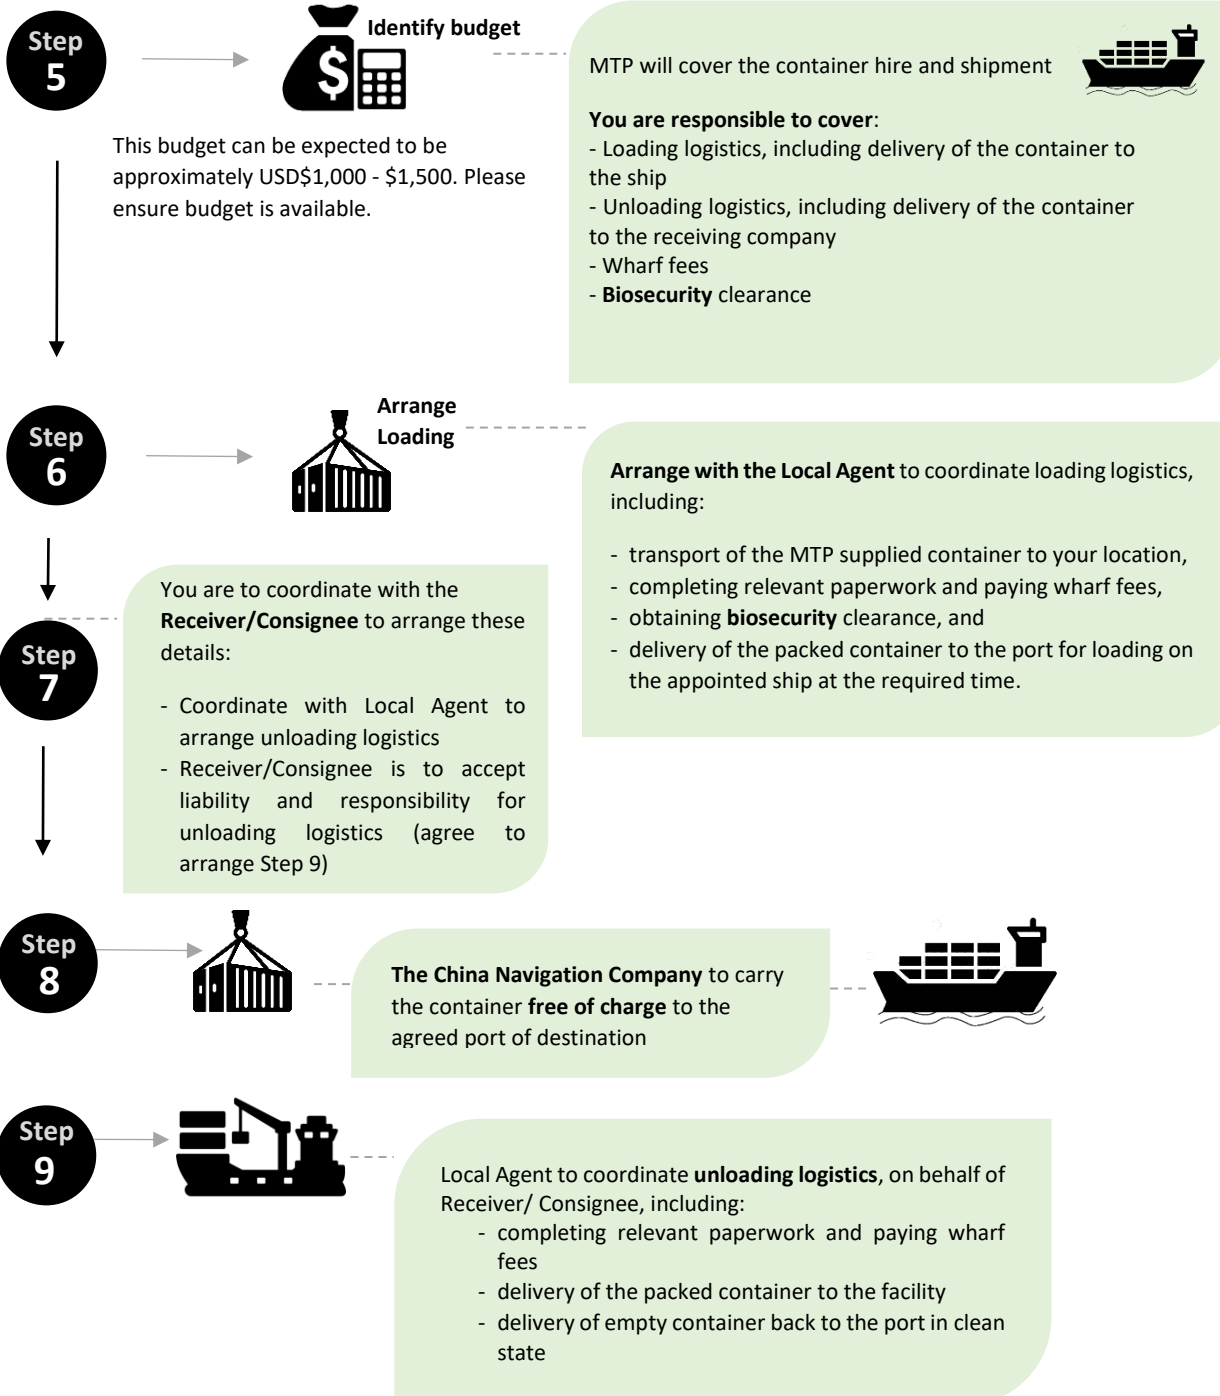 Step
5
Identify budget
This budget can be expected to be
approximately USD$1,000 - $1,500. Please
ensure budget is available.
MTP will cover the container hire and shipment
You are responsible to cover:
- Loading logistics, including delivery of the container to
the ship
- Unloading logistics, including delivery of the container
to the receiving company
- Wharf fees
- Biosecurity clearance
Step
6
Arrange
Loading
Arrange with the Local Agent to coordinate loading logistics,
including:
- transport of the MTP supplied container to your location,
- completing relevant paperwork and paying wharf fees,
- obtaining biosecurity clearance, and
- delivery of the packed container to the port for loading on
the appointed ship at the required time.
Step
7
You are to coordinate with the
Receiver/Consignee to arrange these
details:
- Coordinate with Local Agent to
arrange unloading logistics
- Receiver/Consignee is to accept
liability and responsibility for
unloading logistics (agree to
arrange Step 9)
Step
8
The China Navigation Company to carry
the container free of charge to the
agreed port of destination
Step
9
Local Agent to coordinate unloading logistics, on behalf of
Receiver/ Consignee, including:
- completing relevant paperwork and paying wharf
fees
- delivery of the packed container to the facility
- delivery of empty container back to the port in clean
state